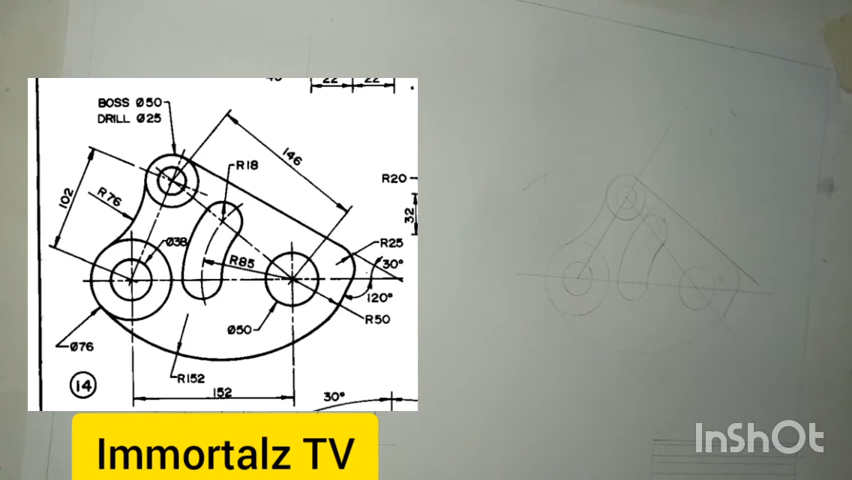 45 22 22
BOSS Ø50
DRILL Ø25
146
R18
R20
102
R76
32
Ø38
R25
R85
30°
120°
Ø50
R50
Ø76
R152
14
152
30°
InShOt
Immortalz TV